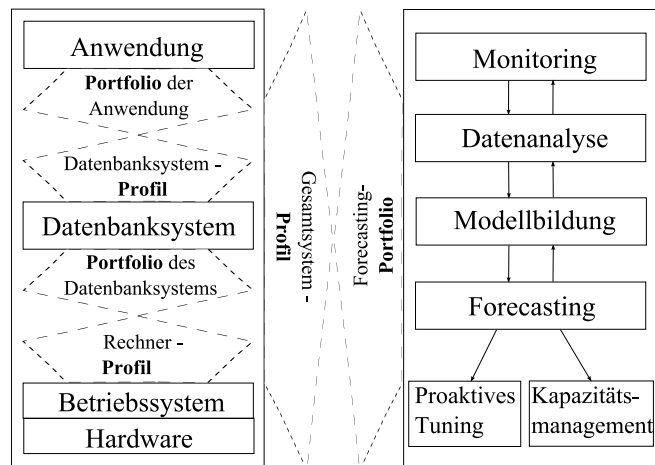 Anwendung
Portfolio der
Anwendung
Datenbanksystem -
Profil
Datenbanksystem
Portfolio des
Datenbanksystems
Rechner -
Profil
Betriebssystem
Hardware
Gesamtsystem -
Profil
Forecasting-
Portfolio
Monitoring
Datenanalyse
Modellbildung
Forecasting
Proaktives
Tuning
Kapazitäts-
management